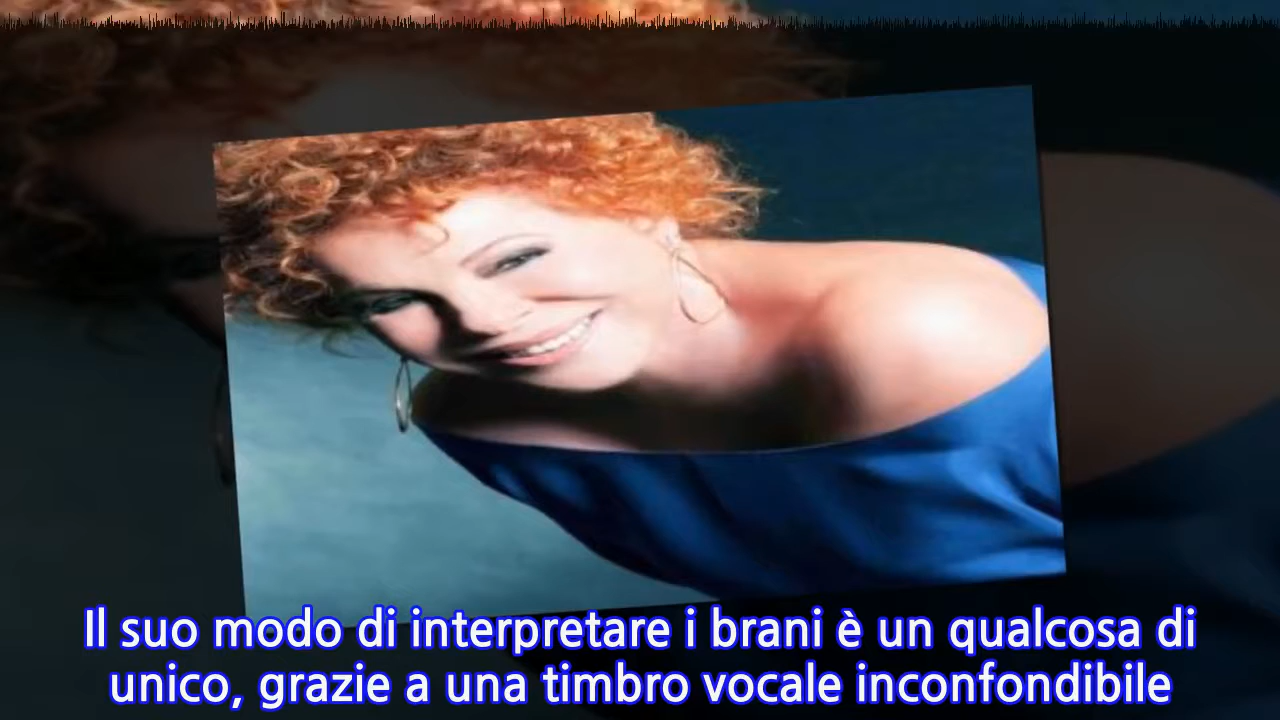 Il suo modo di interpretare i brani è un qualcosa di
unico, grazie a una timbro vocale inconfondibile